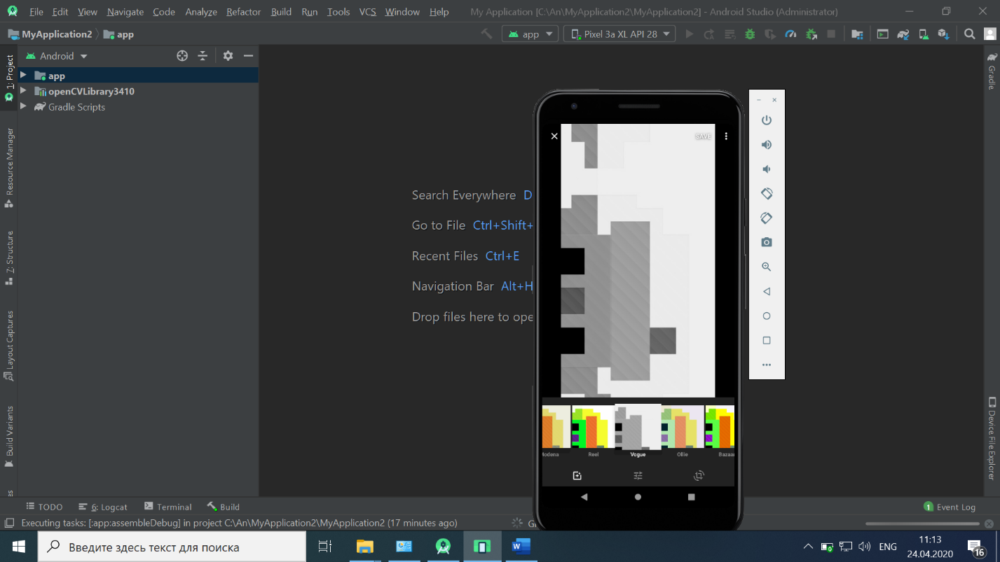 File Edit View Navigate Code Analyze Refactor Build Run Tools VCS Window Help My Application [C:\An\MyApplication2\MyApplication2] - Android Studio (Administrator)
MyApplication2 app app Pixel 3a XL API 28
1: Project
Resource Manager
7: Structure
Layout Captures
Build Variants
Android
app
openCVLibrary3410
Gradle Scripts
Search Everywhere D
Go to File Ctrl+Shift+
Recent Files Ctrl+E
Navigation Bar Alt+H
Drop files here to ope
SAVE
Modena Reel Vogue Ollie Bazaar
Gradle
Device File Explorer
TODO 6: Logcat Terminal Build 1 Event Log
Executing tasks: [:app:assembleDebug] in project C:\An\MyApplication2\MyApplication2 (17 minutes ago)
Введите здесь текст для поиска ENG 11:13
24.04.2020 16